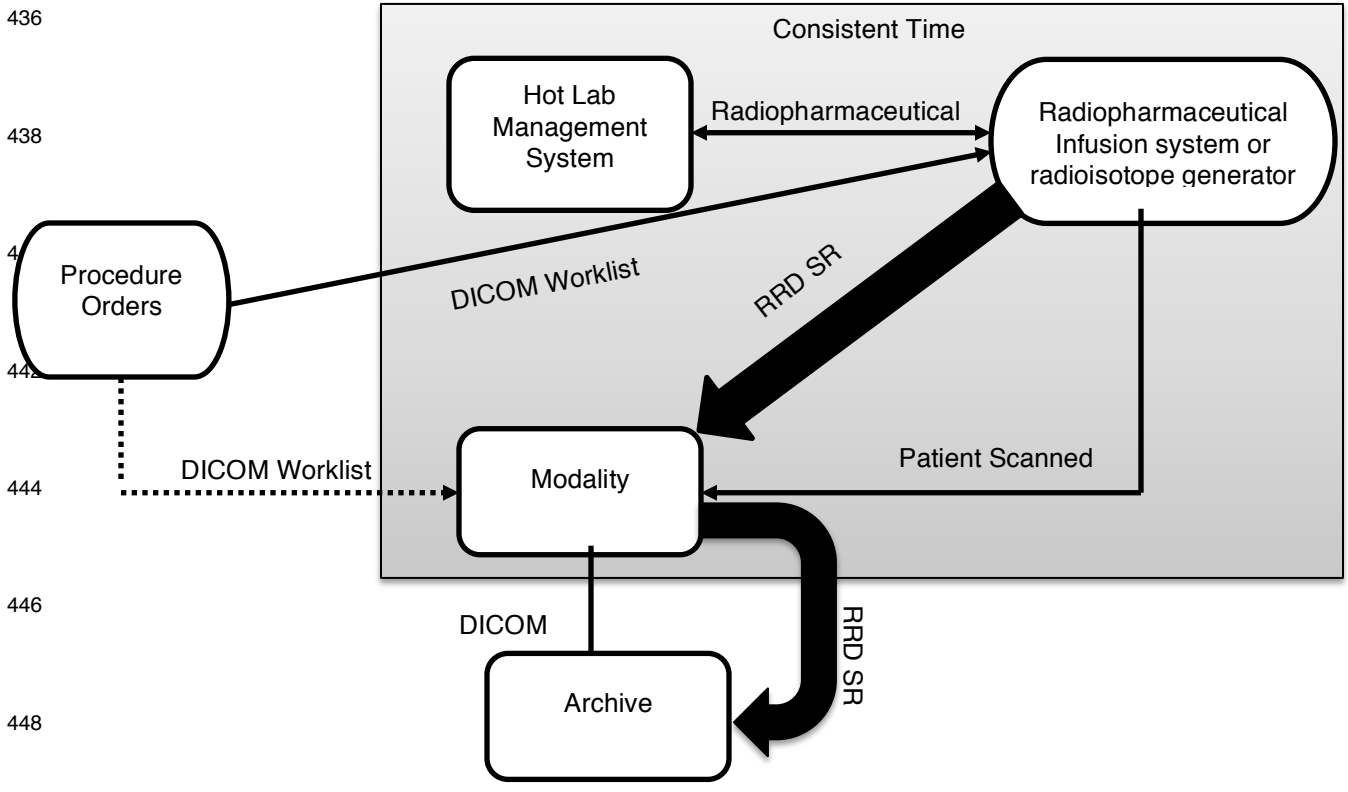 436
Consistent Time
Hot Lab
Management
System
Radiopharmaceutical
Radiopharmaceutical
Infusion system or
radioisotope generator
438
Procedure
Orders
DICOM Worklist
RRD SR
442
DICOM Worklist
Modality
Patient Scanned
444
446
DICOM
RRD SR
Archive
448